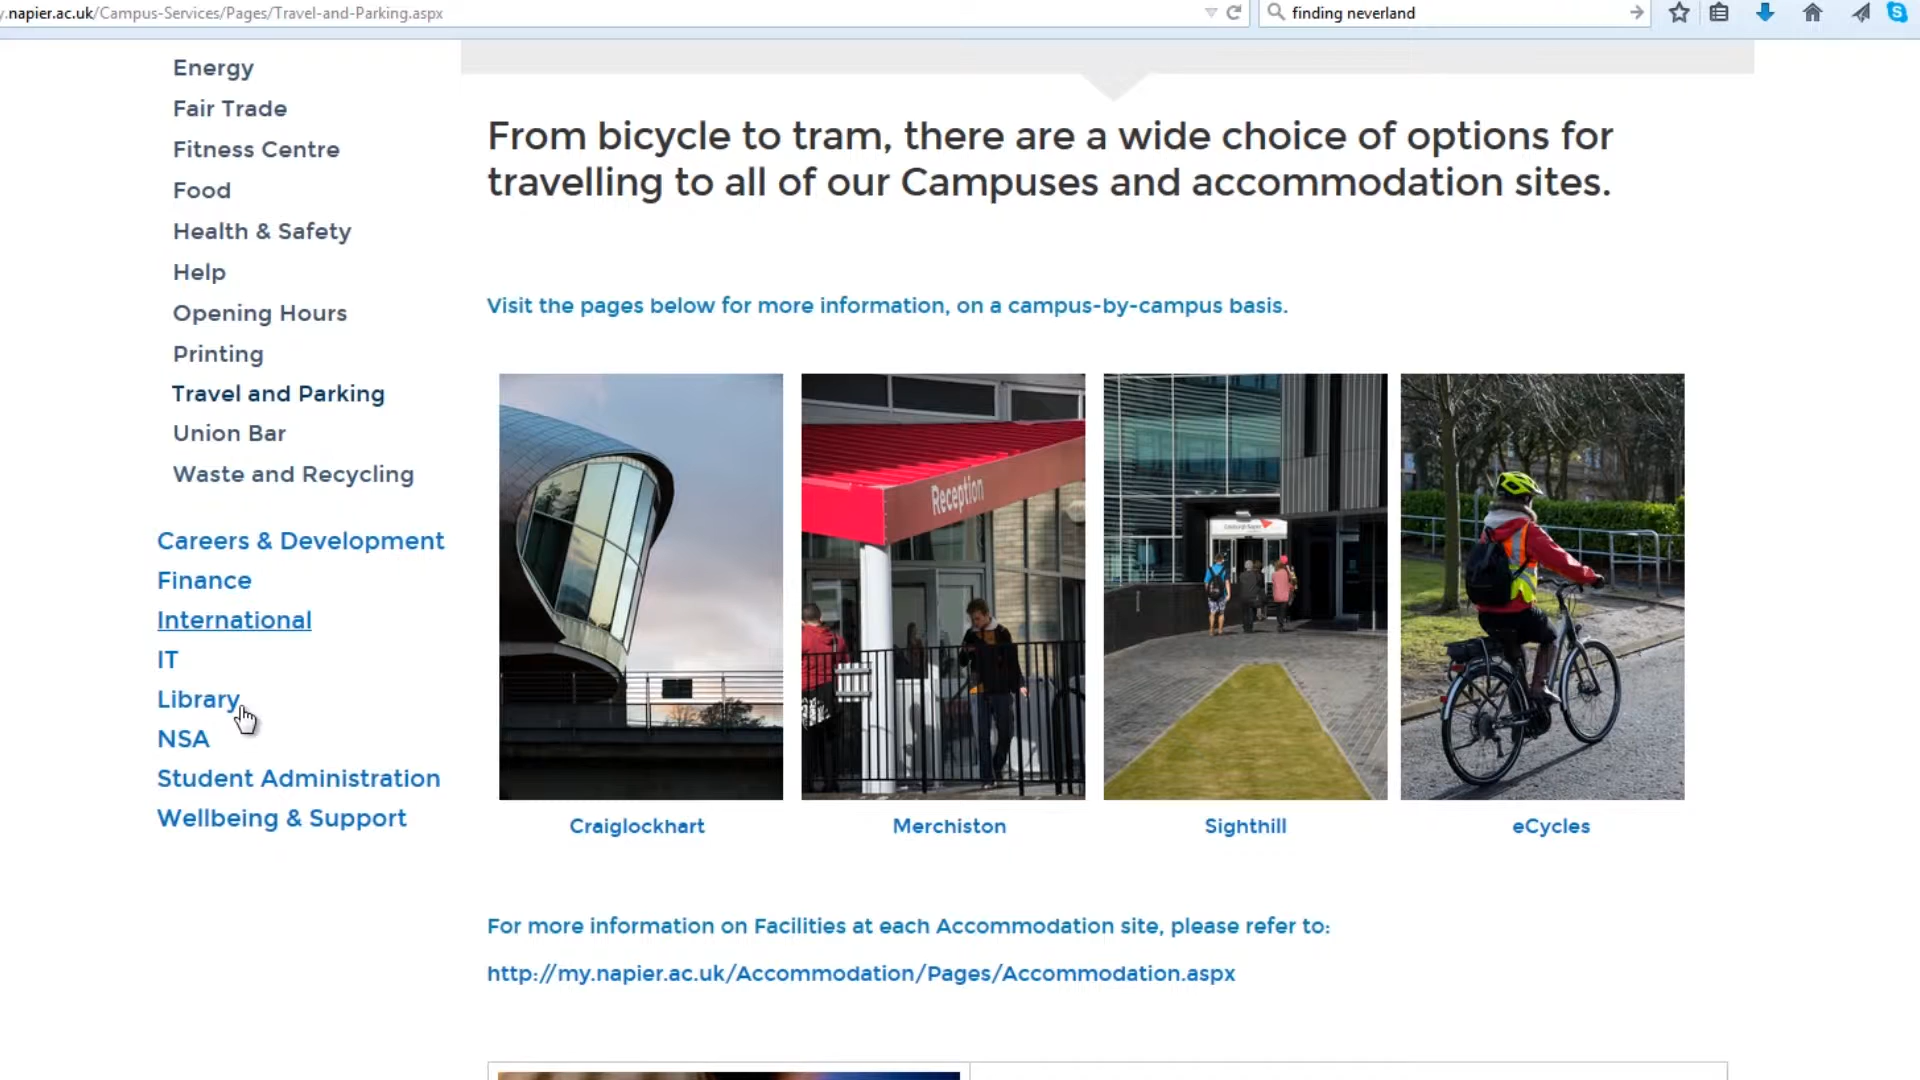 .napier.ac.uk/Campus-Services/Pages/Travel-and-Parking.aspx
finding neverland
Energy
Fair Trade
Fitness Centre
Food
Health & Safety
Help
Opening Hours
Printing
Travel and Parking
Union Bar
Waste and Recycling
Careers & Development
Finance
International
IT
Library
NSA
Student Administration
Wellbeing & Support
From bicycle to tram, there are a wide choice of options for
travelling to all of our Campuses and accommodation sites.
Visit the pages below for more information, on a campus-by-campus basis.
Reception
Craiglockhart
Merchiston
Sighthill
eCycles
For more information on Facilities at each Accommodation site, please refer to:
http://my.napier.ac.uk/Accommodation/Pages/Accommodation.aspx